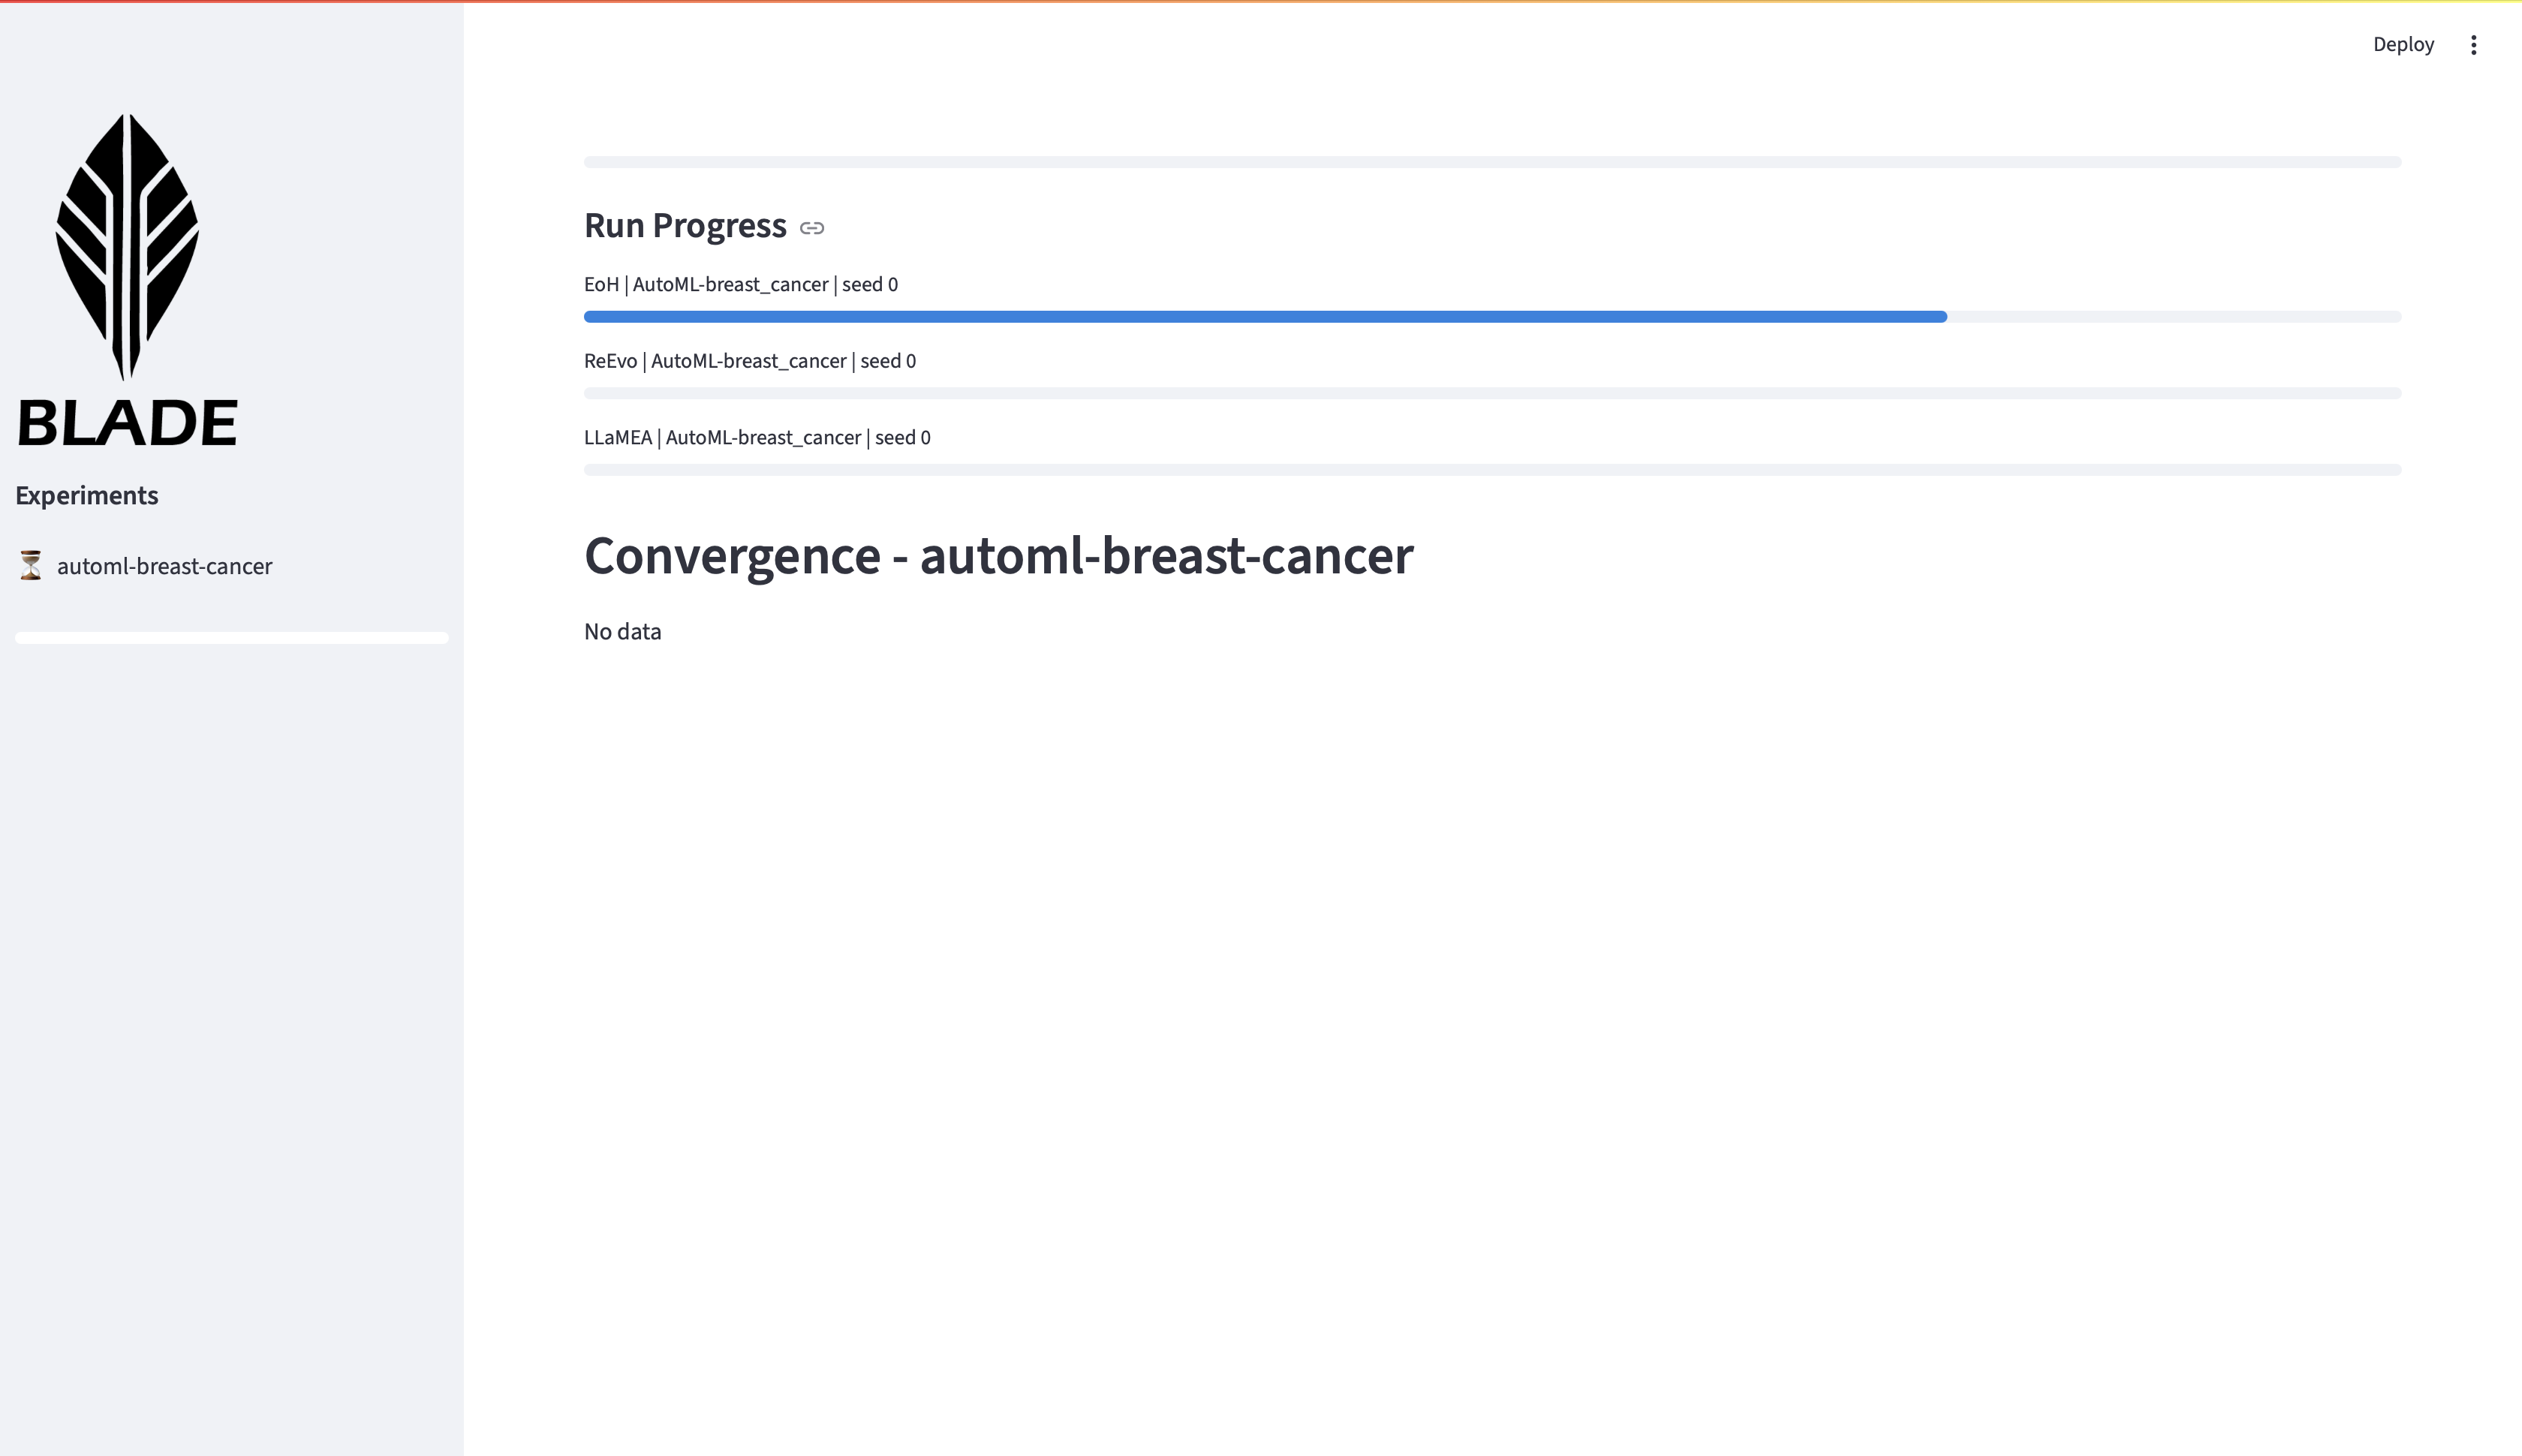 Deploy
BLADE
Experiments
automl-breast-cancer
Run Progress
EoH | AutoML-breast_cancer | seed 0
ReEvo | AutoML-breast_cancer | seed 0
LLaMEA | AutoML-breast_cancer | seed 0
Convergence - automl-breast-cancer
No data